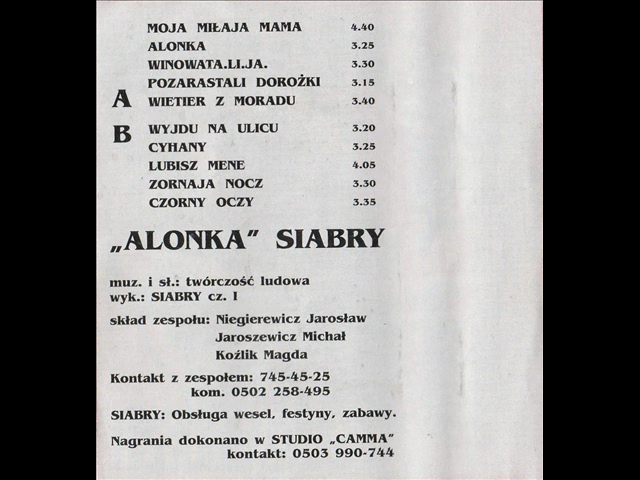 MOJA MIŁAJA MAMA 4.40
ALONKA 3.25
WINOWATA.LI.JA. 3.30
POZARASTALI DOROŻKI 3.15
A WIETIER Z MORADU 3.40
B WYJDU NA ULICU 3.20
CYHANY 3.25
LUBISZ MENE 4.05
ZORNAJA NOCZ 3.30
CZORNY OCZY 3.35
„ALONKA" SIABRY
muz. i sł.: twórczość ludowa
wyk.: SIABRY cz. I
skład zespołu: Niegierewicz Jarosław
Jaroszewicz Michał
Koźlik Magda
Kontakt z zespołem: 745-45-25
kom. 0502 258-495
SIABRY: Obsługa wesel, festyny, zabawy.
Nagrania dokonano w STUDIO „CAMMA"
kontakt: 0503 990-744